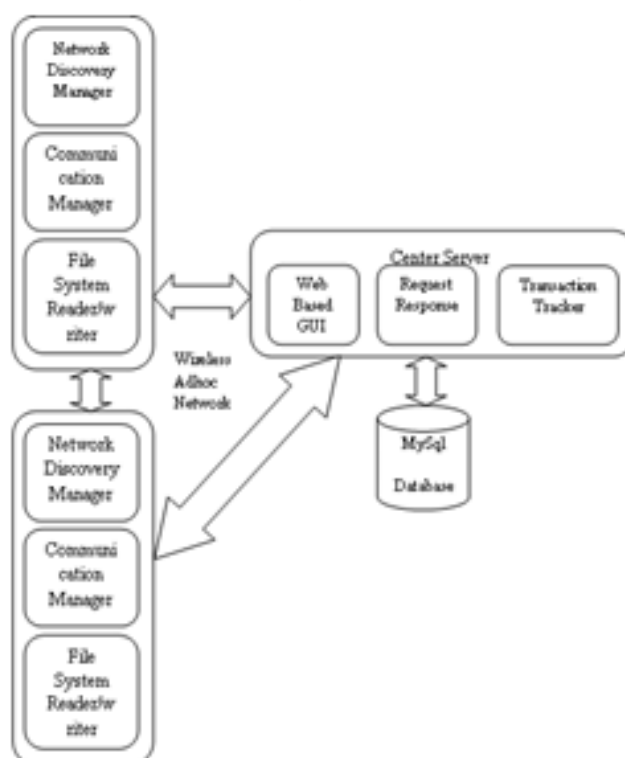 Network
Discovery
Manager
Communi
cation
Manager
File
System
Reader/w
riter
Center Server
Web
Based
GUI
Request
Response
Transaction
Tracker
Wireless
Adhoc
Network
MySql
Database
Network
Discovery
Manager
Communi
cation
Manager
File
System
Reader/w
riter